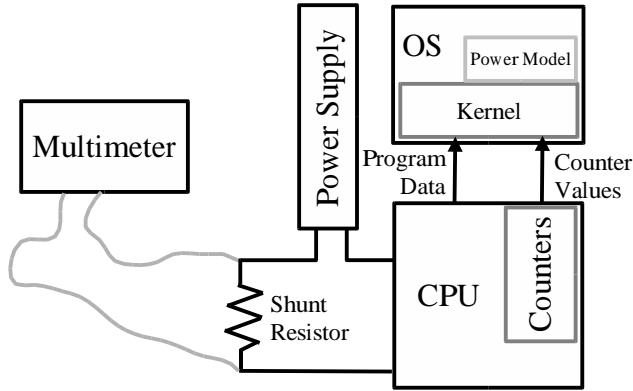 OS
Power Model
Kernel
Multimeter
Power Supply
Program
Data
Counter
Values
CPU
Counters
Shunt
Resistor